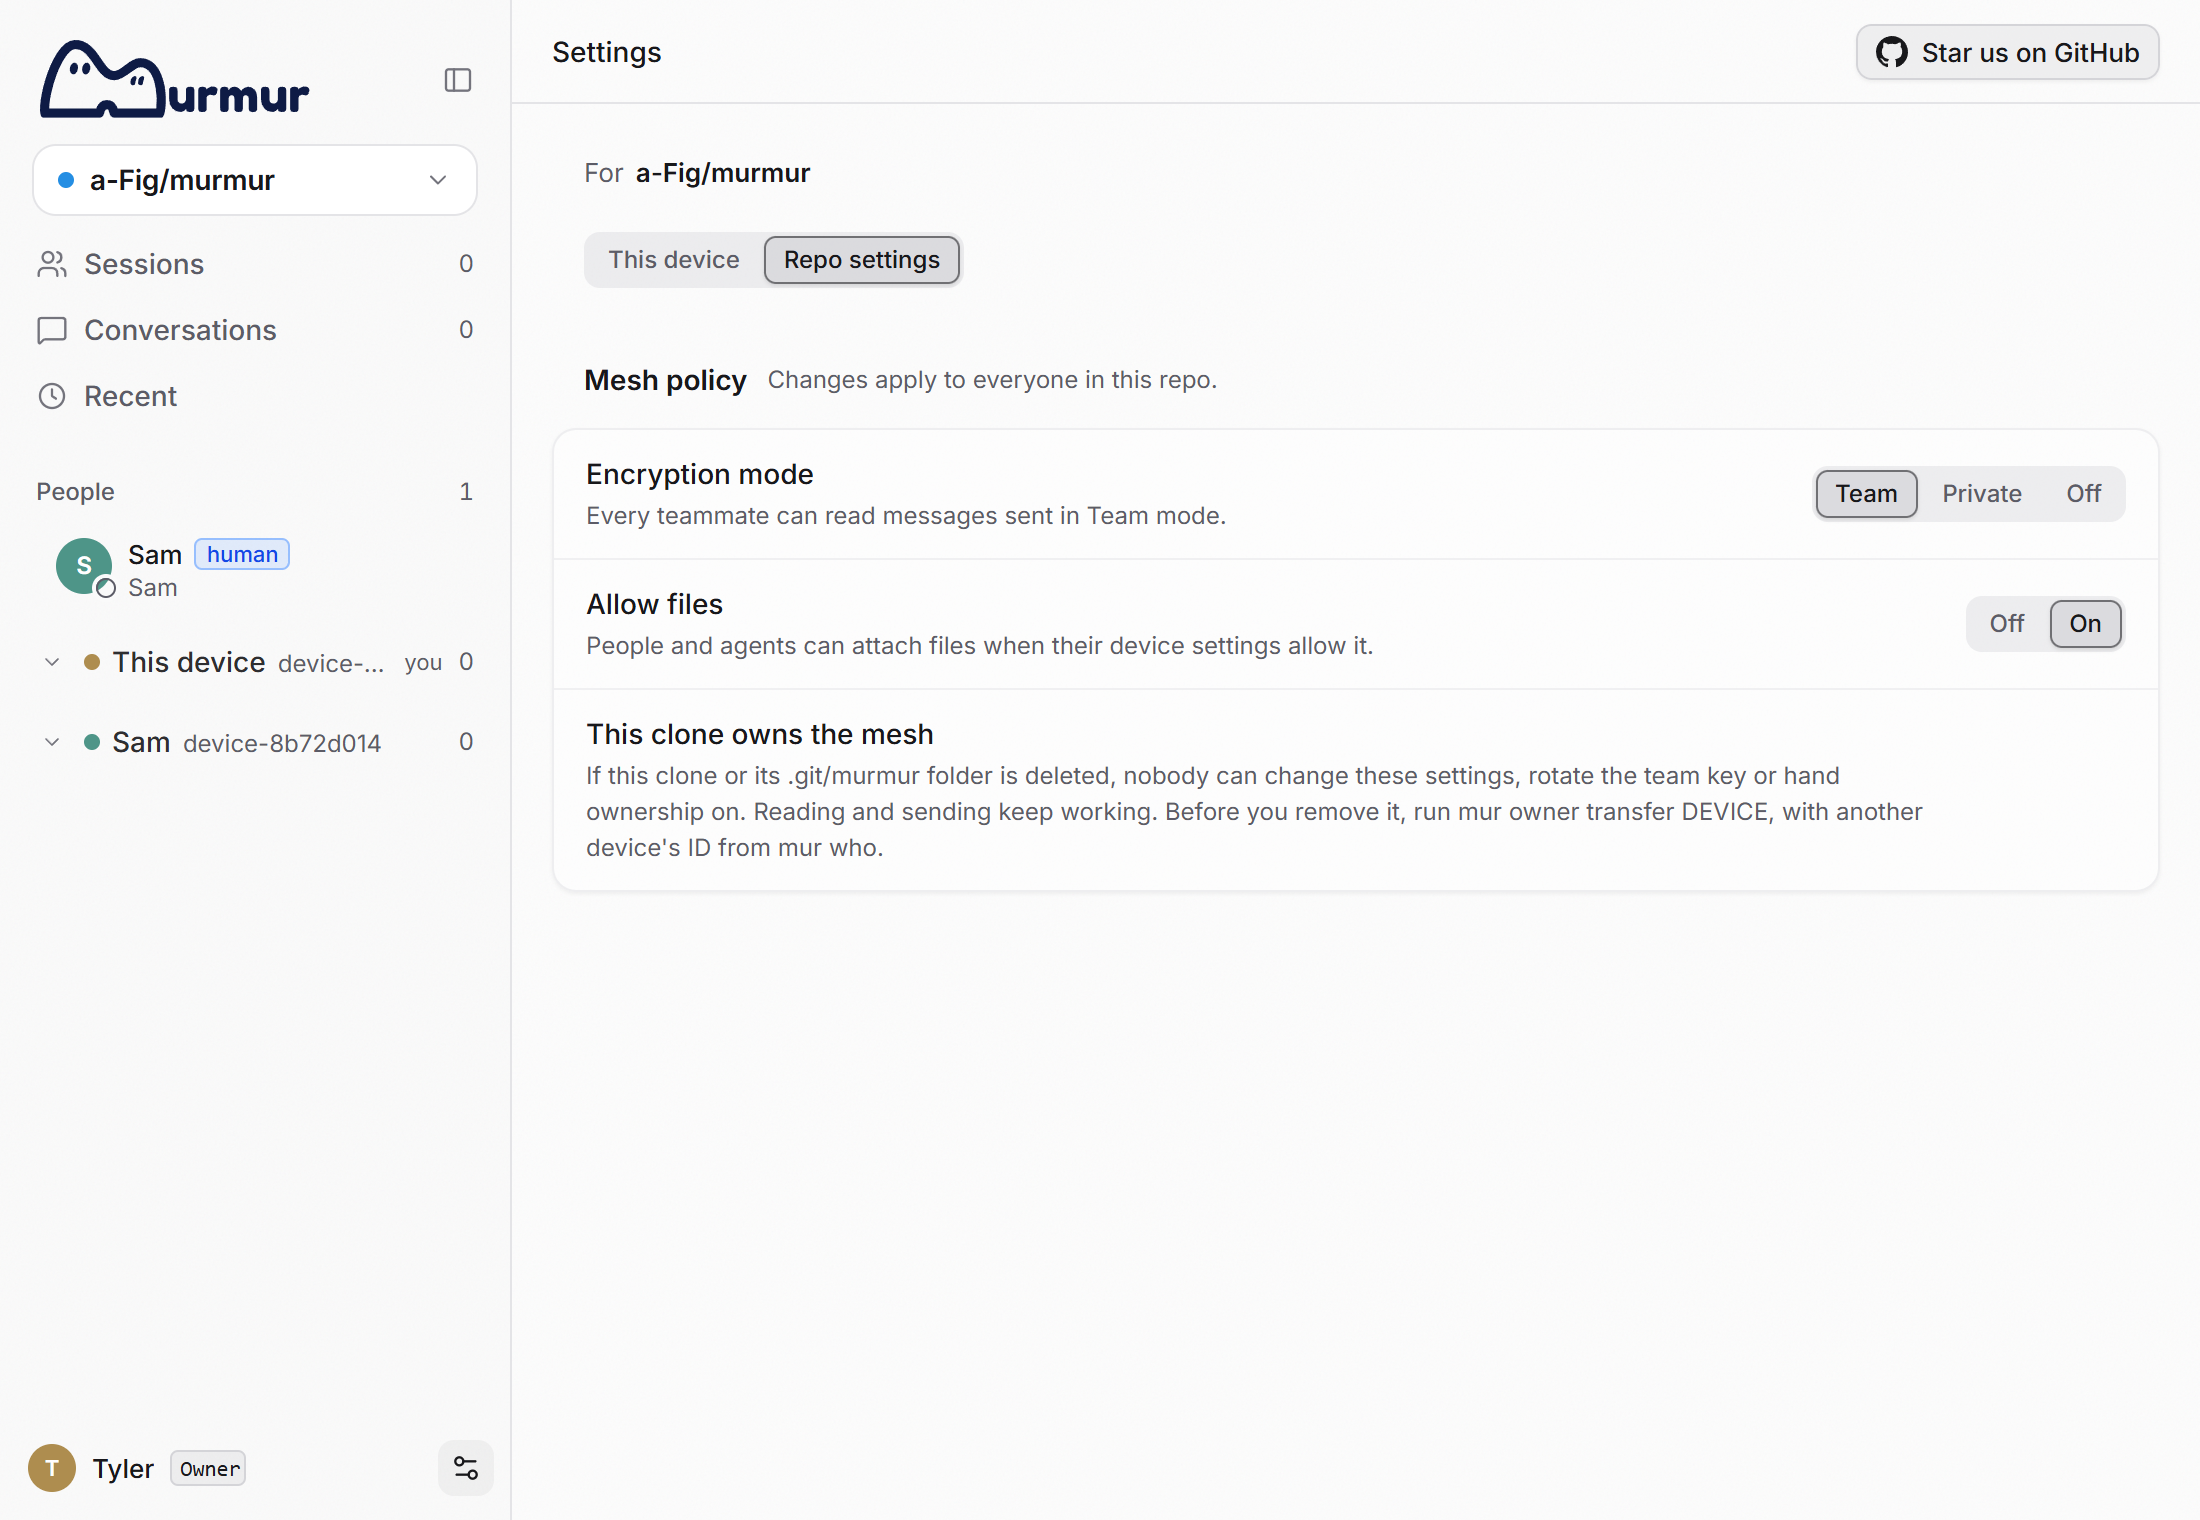 Murmur
a-Fig/murmur
Sessions 0
Conversations 0
Recent
People 1
S
Sam human
Sam
This device device-... you 0
Sam device-8b72d014 0
T Tyler Owner
Settings
Star us on GitHub
For a-Fig/murmur
This device Repo settings
Mesh policy Changes apply to everyone in this repo.
Encryption mode
Every teammate can read messages sent in Team mode.
Team Private Off
Allow files
People and agents can attach files when their device settings allow it.
Off On
This clone owns the mesh
If this clone or its .git/murmur folder is deleted, nobody can change these settings, rotate the team key or hand
ownership on. Reading and sending keep working. Before you remove it, run mur owner transfer DEVICE, with another
device's ID from mur who.